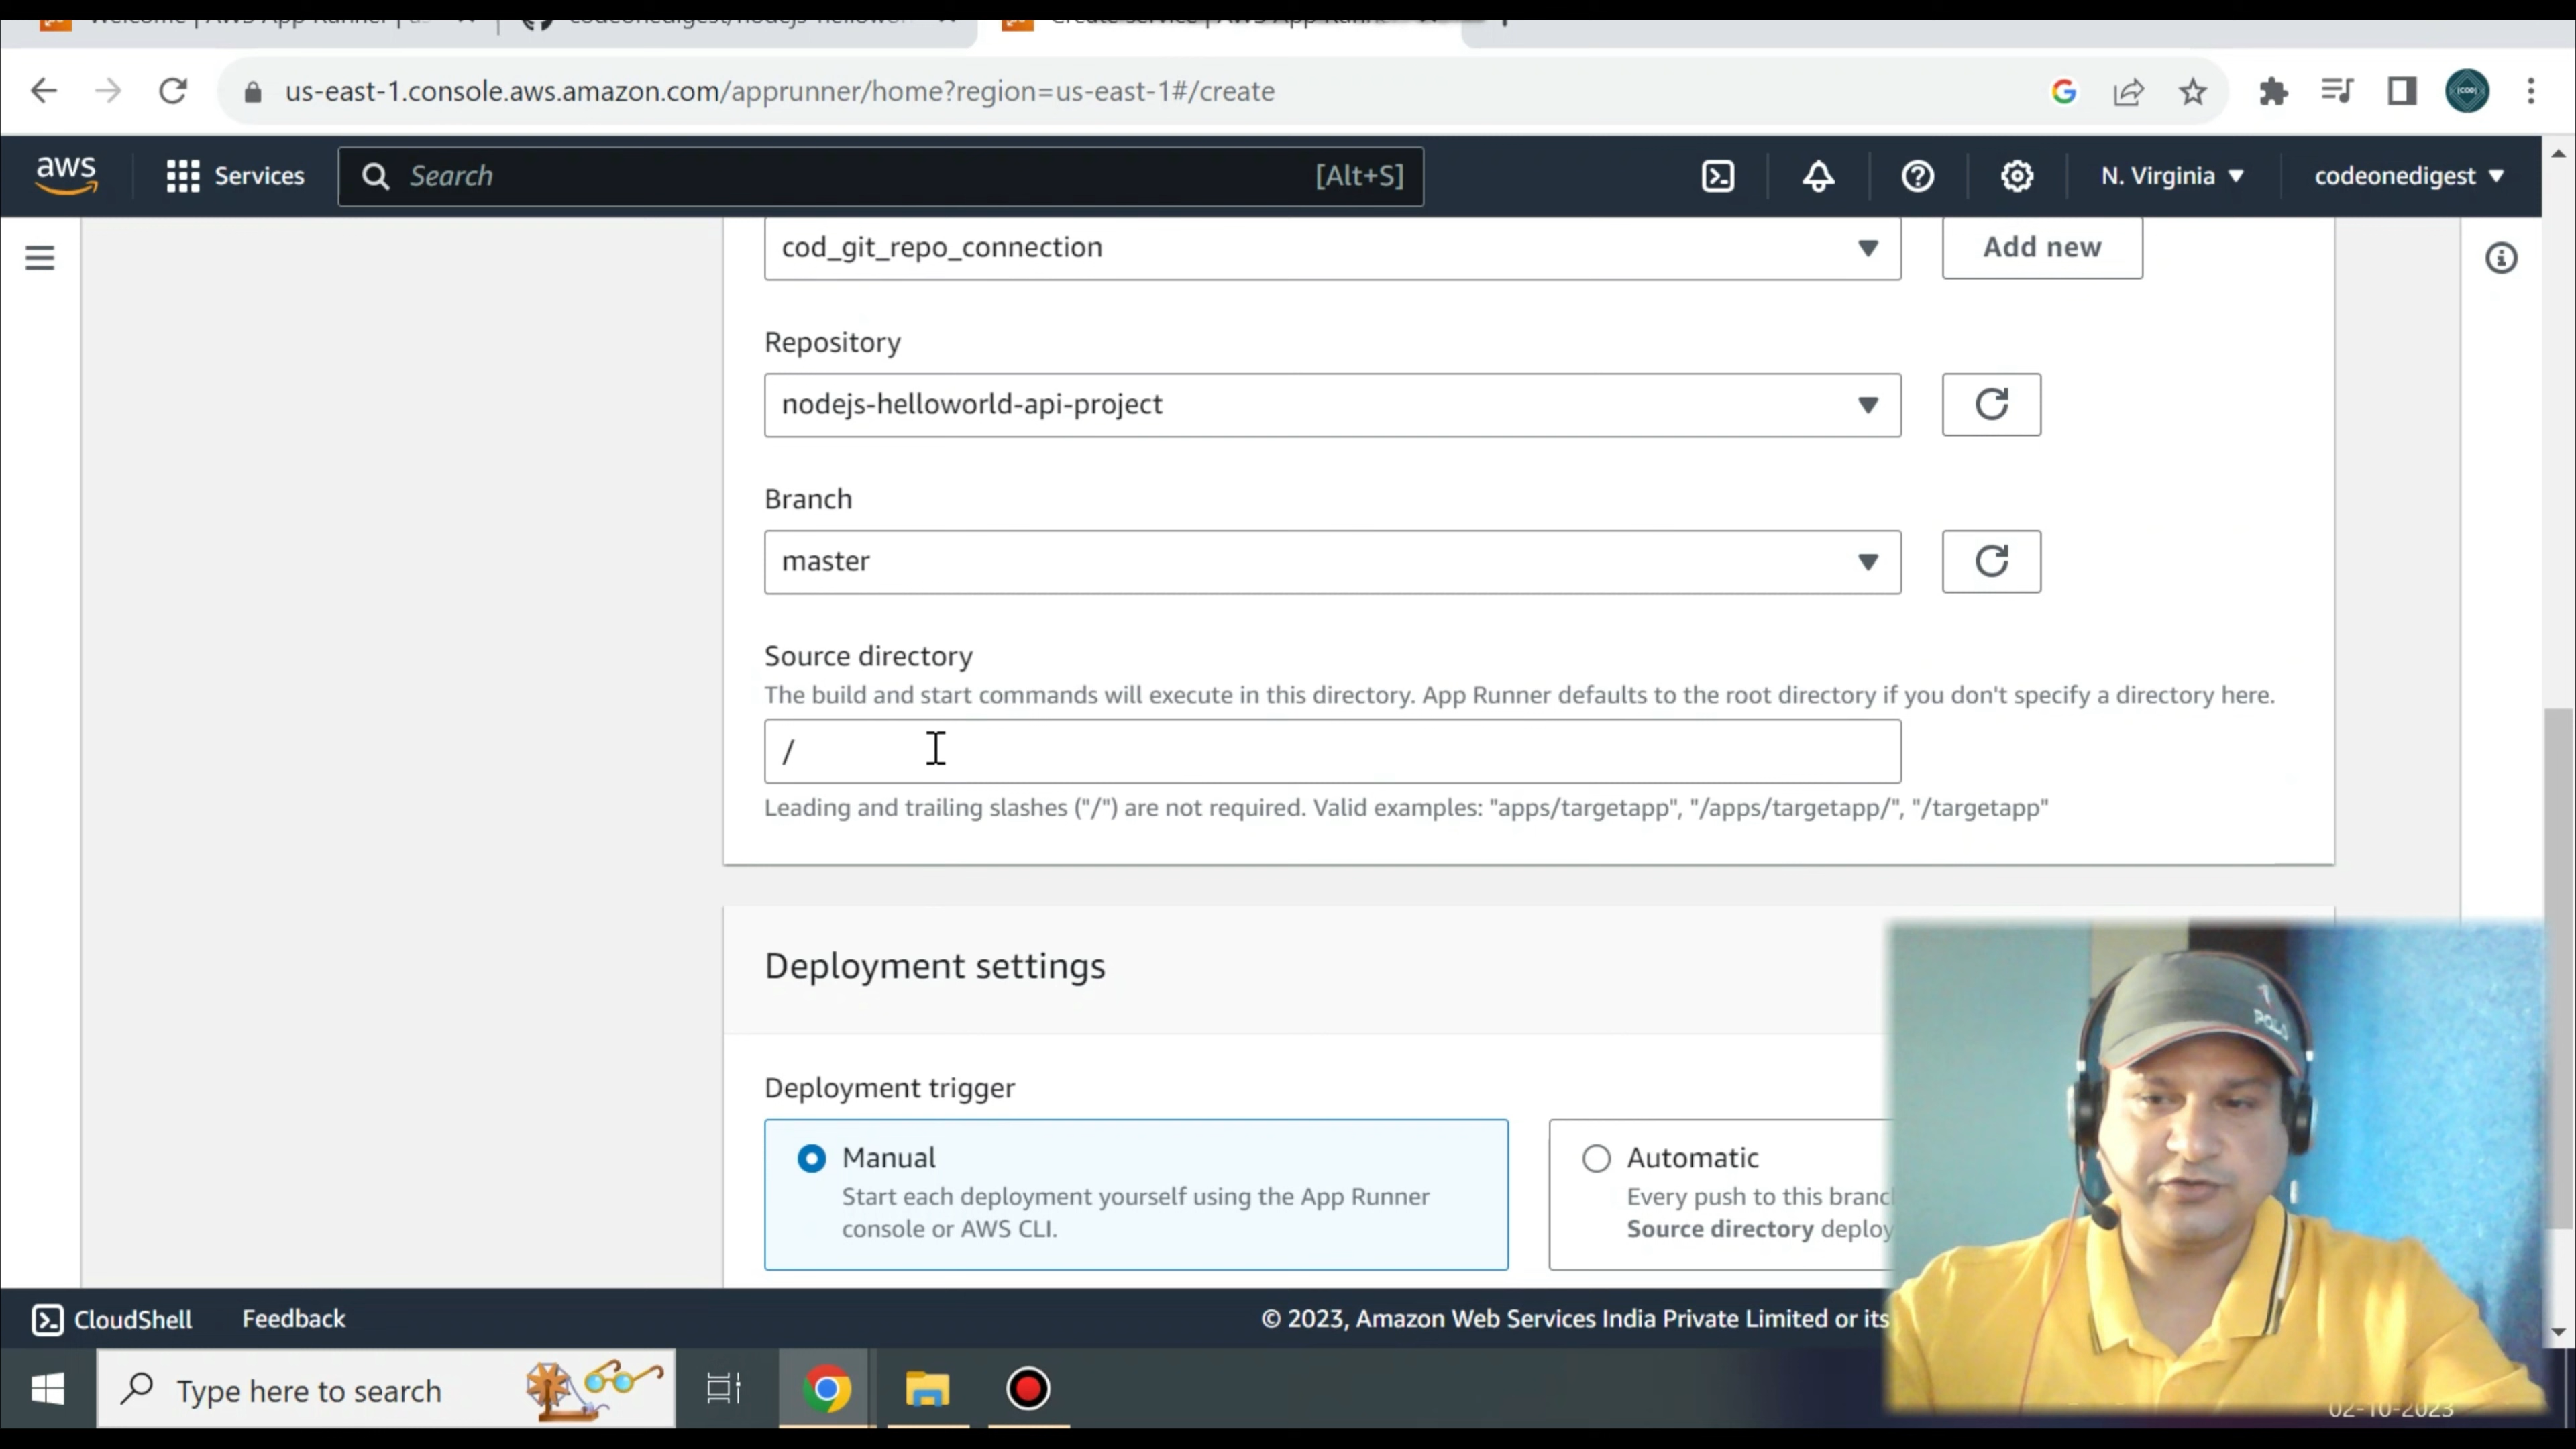 us-east-1.console.aws.amazon.com/apprunner/home?region=us-east-1#/create
aws
Services
Search
[Alt+S]
N. Virginia
codeonedigest
cod_git_repo_connection
Add new
Repository
nodejs-helloworld-api-project
Branch
master
Source directory
The build and start commands will execute in this directory. App Runner defaults to the root directory if you don't specify a directory here.
/
Leading and trailing slashes ("/") are not required. Valid examples: "apps/targetapp", "/apps/targetapp/", "/targetapp"
Deployment settings
Deployment trigger
Manual
Start each deployment yourself using the App Runner
console or AWS CLI.
Automatic
Every push to this
Source directory deploy
POLO
CloudShell
Feedback
© 2023, Amazon Web Services India Private Limited or its
Type here to search
02-10-2023